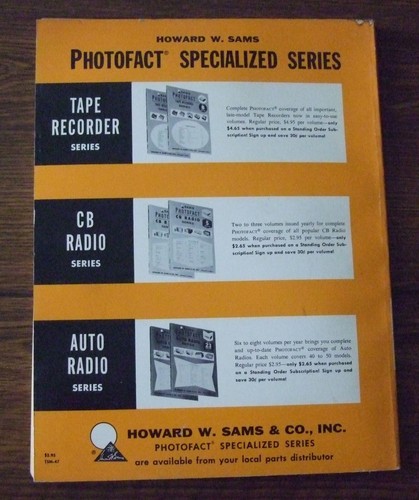 HOWARD W. SAMS
PHOTOFACT® SPECIALIZED SERIES
TAPE
RECORDER
SERIES
Complete PHOTOFACT® coverage of all important,
late-model Tape Recorders now in easy-to-use
volumes. Regular price, $4.95 per volume—only
$4.65 when purchased on a Standing Order Sub-
scription! Sign up and save 30¢ per volume!
CB
RADIO
SERIES
PHOTOFACT
CB RADIO
Two to three volumes issued yearly for complete
PHOTOFACT® coverage of all popular CB Radio
models. Regular price, $2.95 per volume—only
$2.65 when purchased on a Standing Order Sub-
scription! Sign up and save 30¢ per volume!
AUTO
RADIO
SERIES
Six to eight volumes per year brings you complete
and up-to-date PHOTOFACT® coverage of Auto
Radios. Each volume covers 40 to 50 models.
Regular price $2.95—only $2.65 when purchased
on a Standing Order Subscription! Sign up and
save 30¢ per volume!
HOWARD W. SAMS & CO., INC.
PHOTOFACT® SPECIALIZED SERIES
are available from your local parts distributor
$2.95
TSM-47